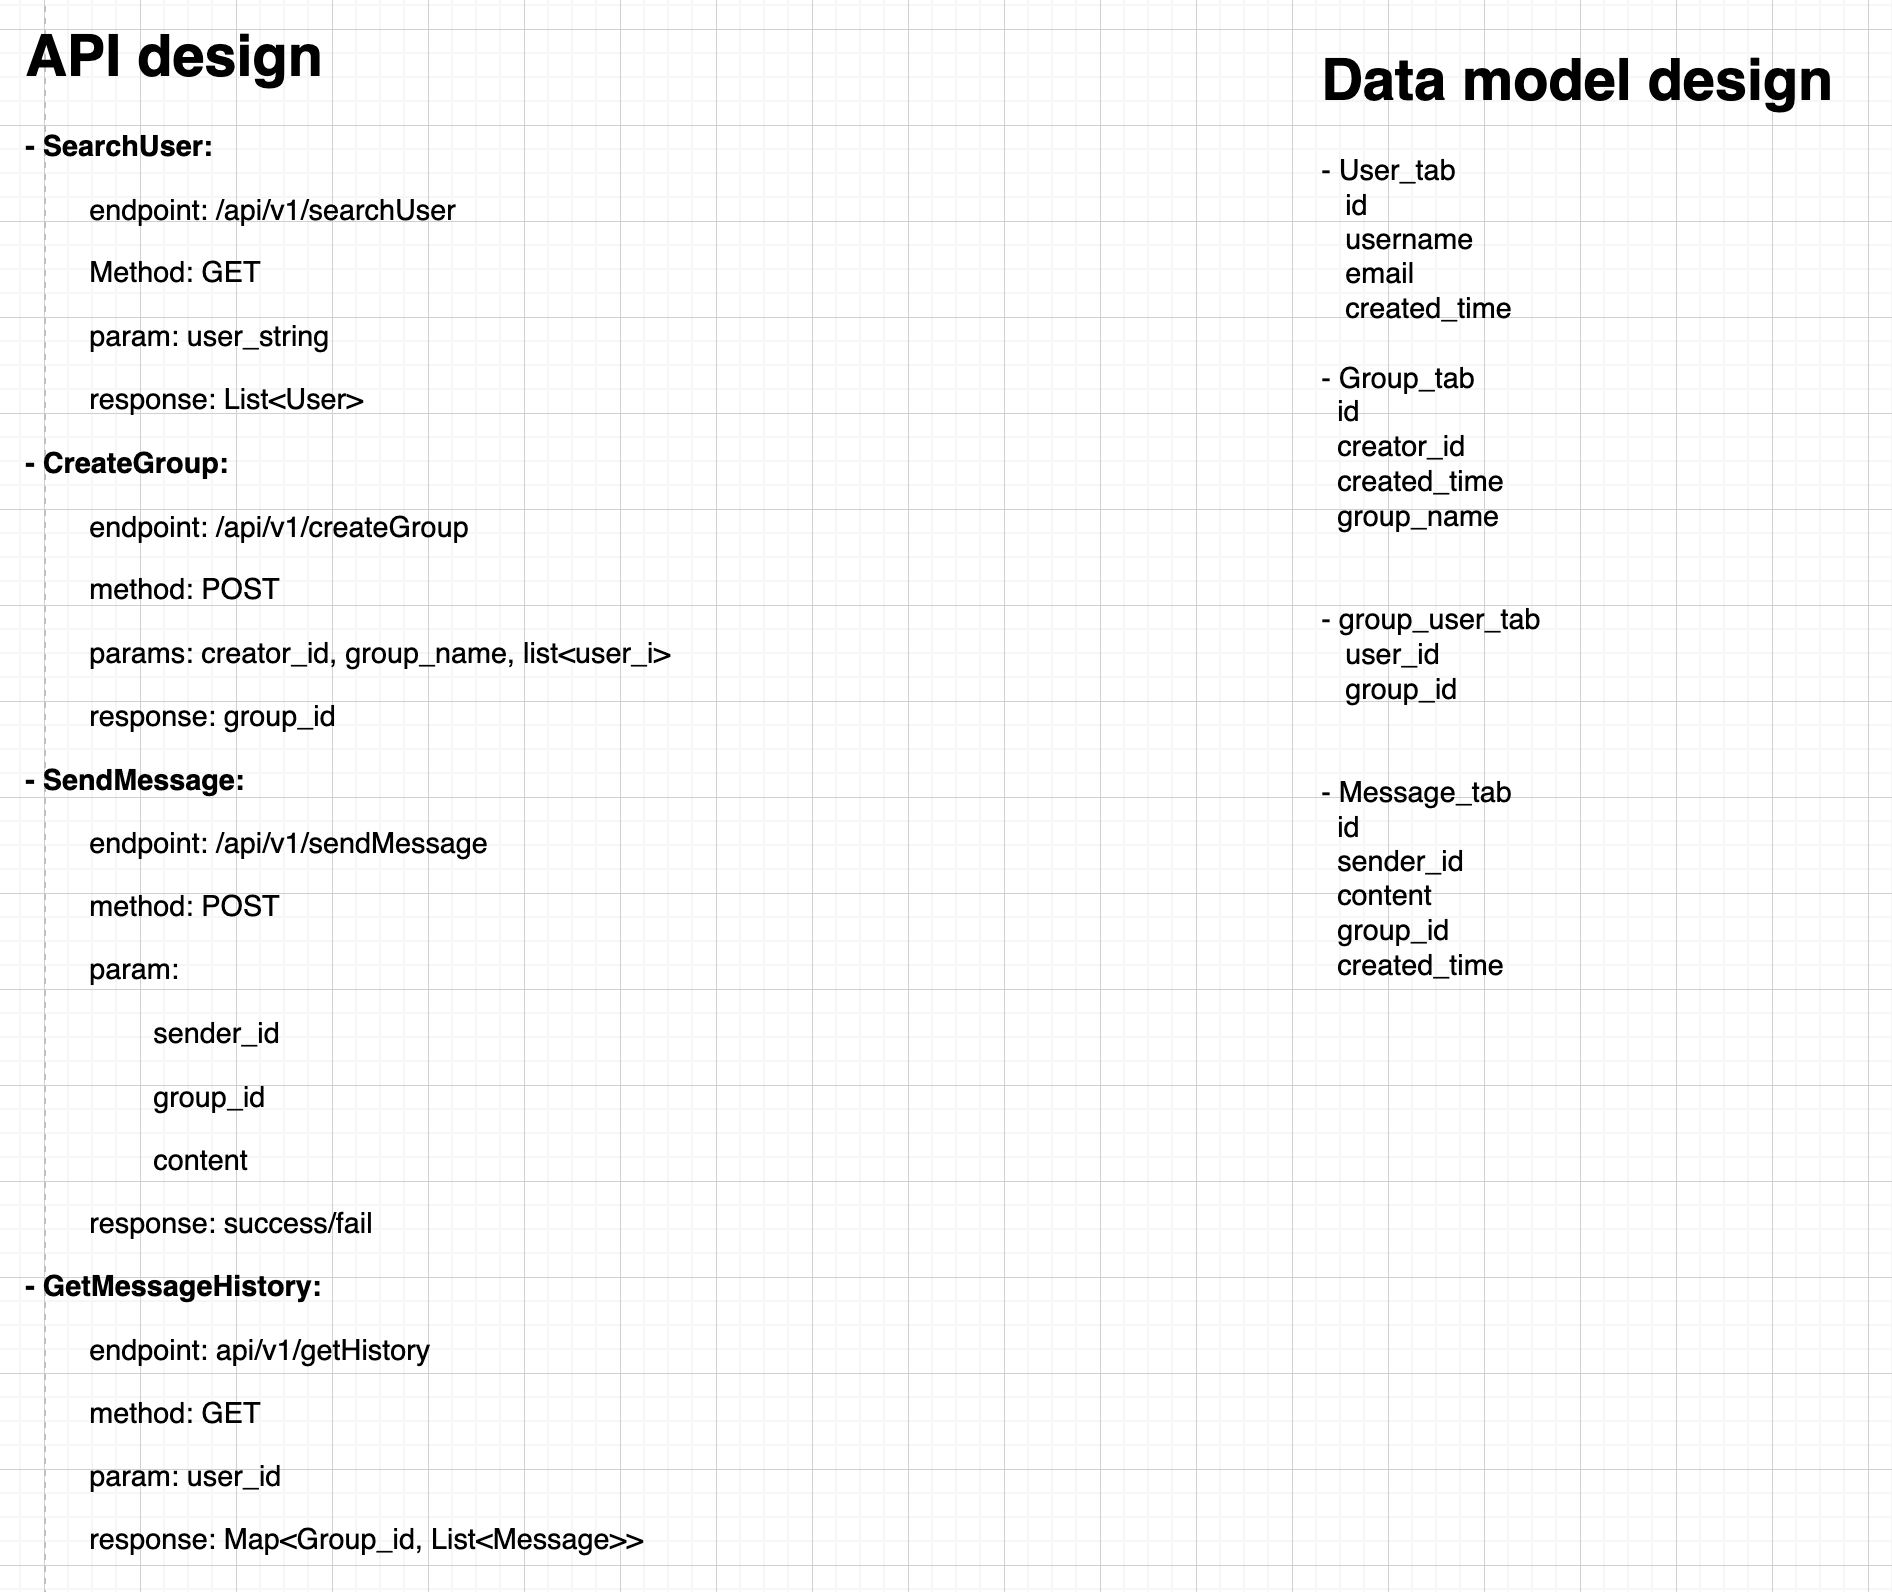 API design
- SearchUser:
endpoint: /api/v1/searchUser
Method: GET
param: user_string
response: List<User>
- CreateGroup:
endpoint: /api/v1/createGroup
method: POST
params: creator_id, group_name, list<user_i>
response: group_id
- SendMessage:
endpoint: /api/v1/sendMessage
method: POST
param:
sender_id
group_id
content
response: success/fail
- GetMessageHistory:
endpoint: api/v1/getHistory
method: GET
param: user_id
response: Map<Group_id, List<Message>>
Data model design
- User_tab
id
username
email
created_time
- Group_tab
id
creator_id
created_time
group_name
- group_user_tab
user_id
group_id
- Message_tab
id
sender_id
content
group_id
created_time